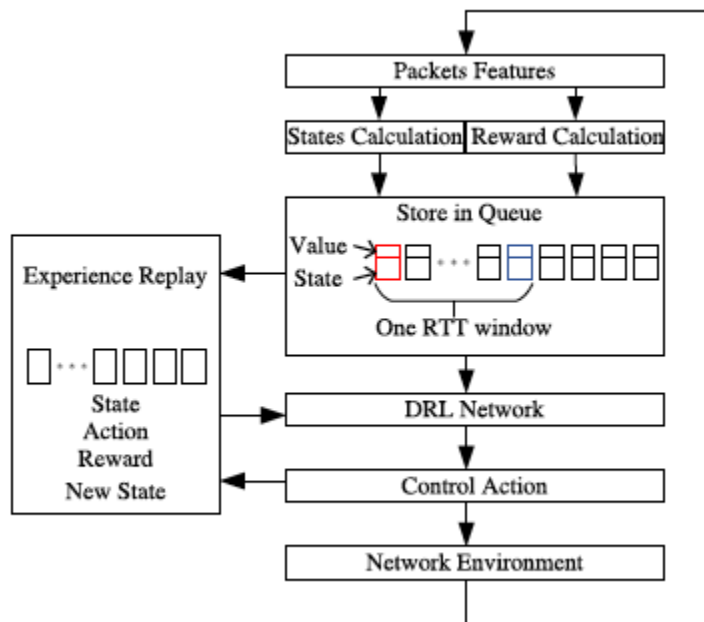 Packets Features
States Calculation
Reward Calculation
Store in Queue
Value
State
One RTT window
Experience Replay
State
Action
Reward
New State
DRL Network
Control Action
Network Environment